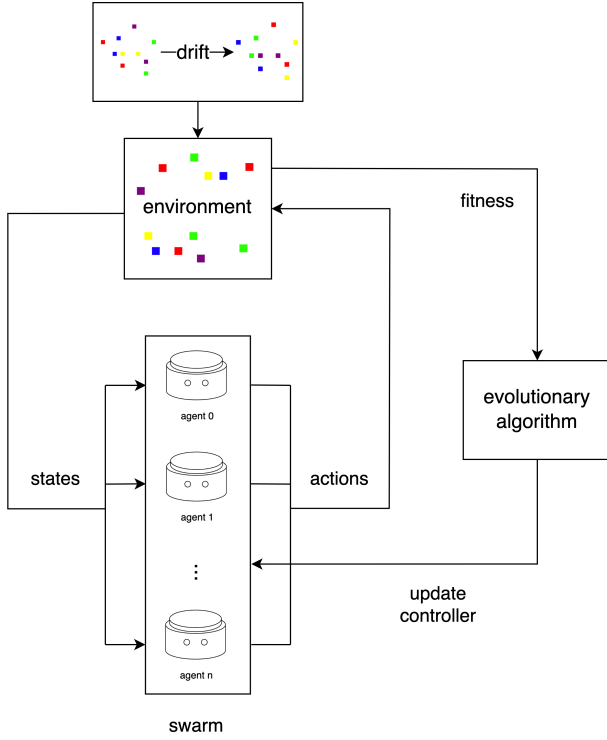 drift
environment
fitness
evolutionary
algorithm
agent 0
states
actions
agent 1
...
update
controller
agent n
swarm